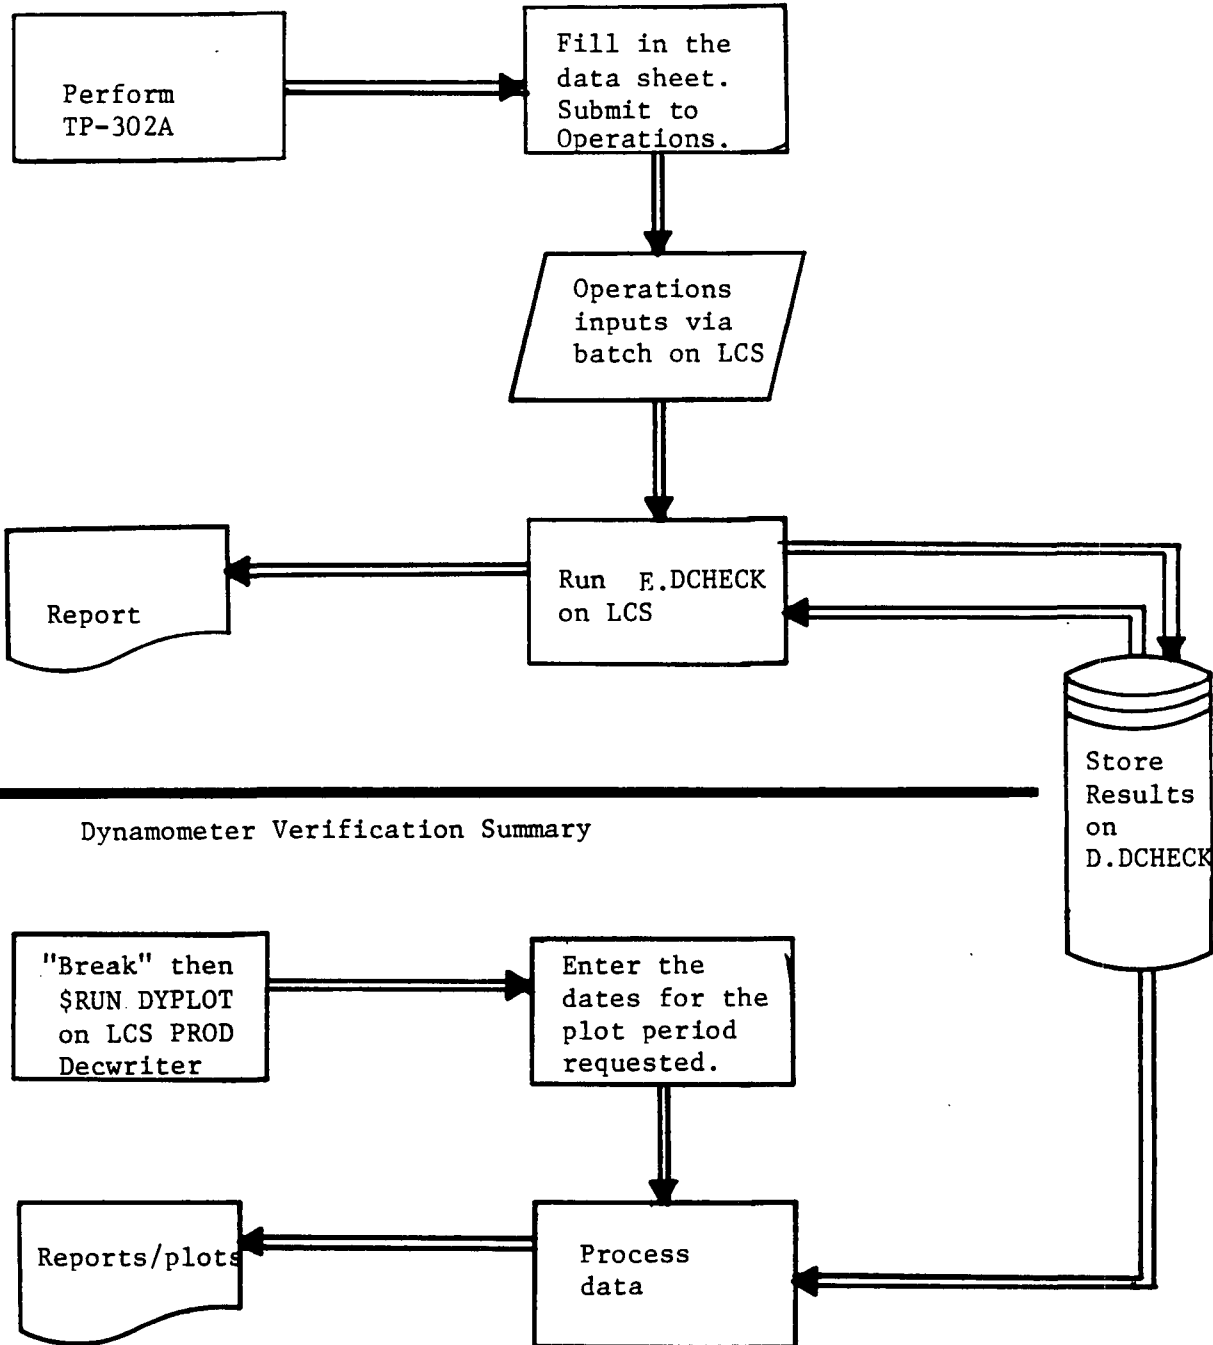 Perform
TP-302A
Fill in the
data sheet.
Submit to
Operations.
Operations
inputs via
batch on LCS
Report
Run E.DCHECK
on LCS
Store
Results
on
D.DCHECK
Dynamometer Verification Summary
"Break" then
$RUN DYPLOT
on LCS PROD
Decwriter
Enter the
dates for the
plot period
requested.
Reports/plots
Process
data